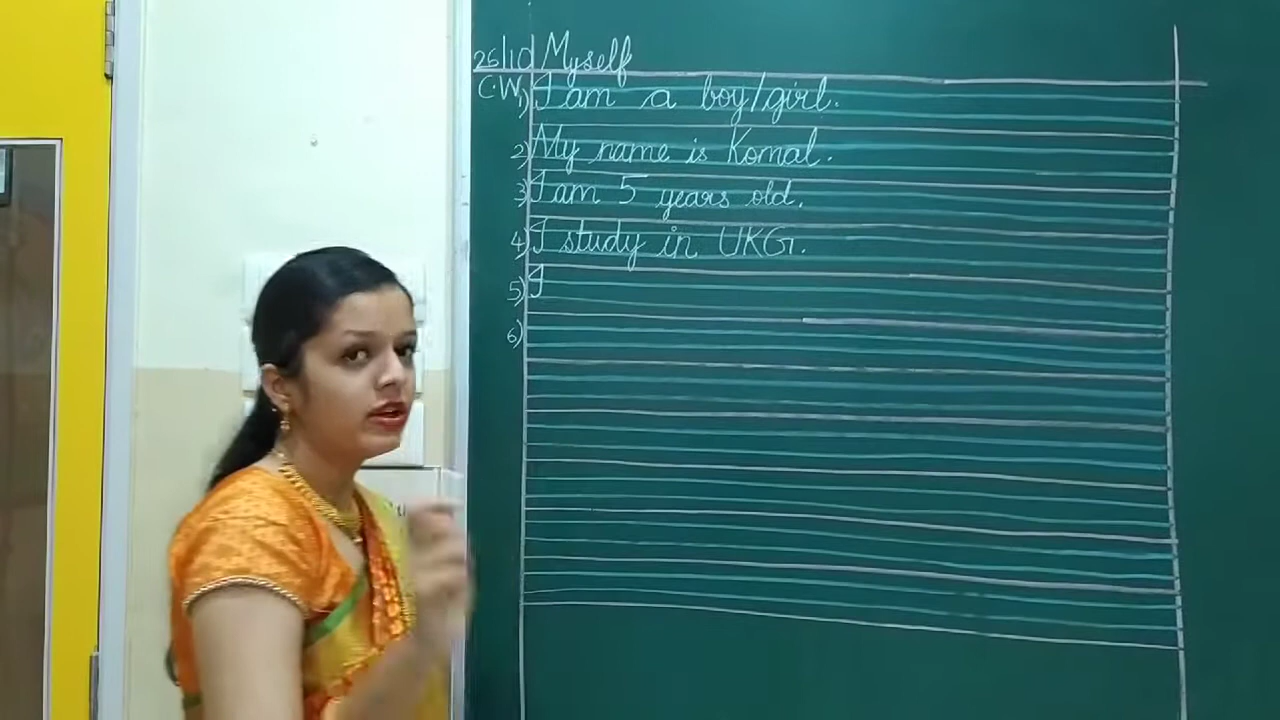 26/10 Myself
C.W. 1) I am a boy/girl.
2) My name is Komal.
3) I am 5 years old.
4) I study in UKG.
5) I
6)